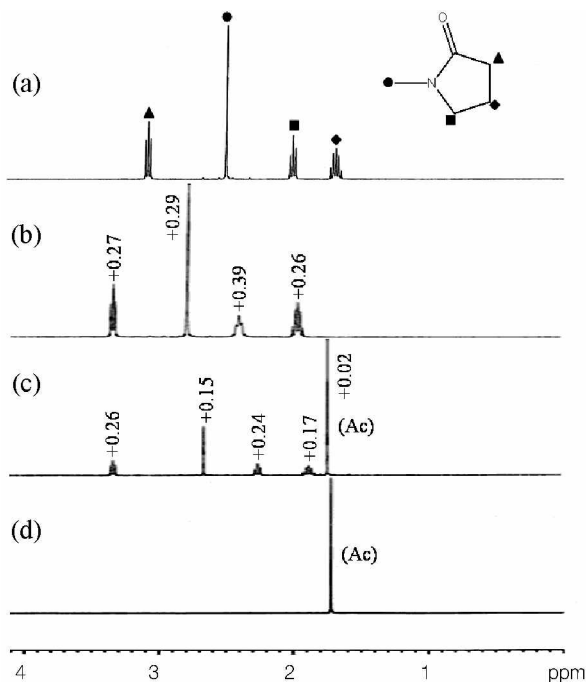 (a)
O
N
(b)
+0.27
+0.29
+0.39
+0.26
(c)
+0.26
+0.15
+0.24
+0.17
+0.02
(Ac)
(d)
(Ac)
4 3 2 1 ppm